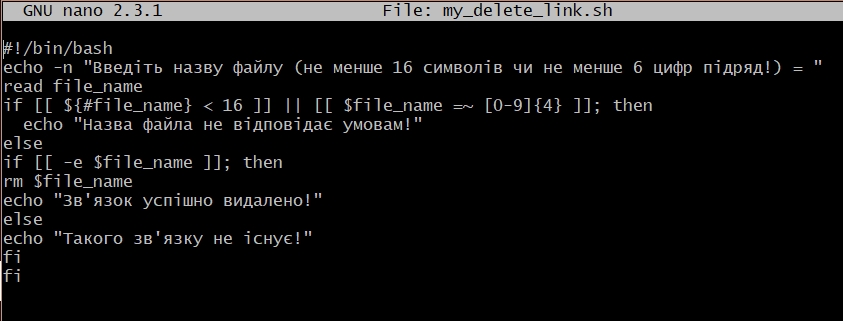 GNU nano 2.3.1 File: my_delete_link.sh
#!/bin/bash
echo -n "Введіть назву файлу (не менше 16 символів чи не менше 6 цифр підряд!) = "
read file_name
if [[ ${#file_name} < 16 ]] || [[ $file_name =~ [0-9]{4} ]]; then
  echo "Назва файла не відповідає умовам!"
else
if [[ -e $file_name ]]; then
rm $file_name
echo "Зв'язок успішно видалено!"
else
echo "Такого зв'язку не існує!"
fi
fi